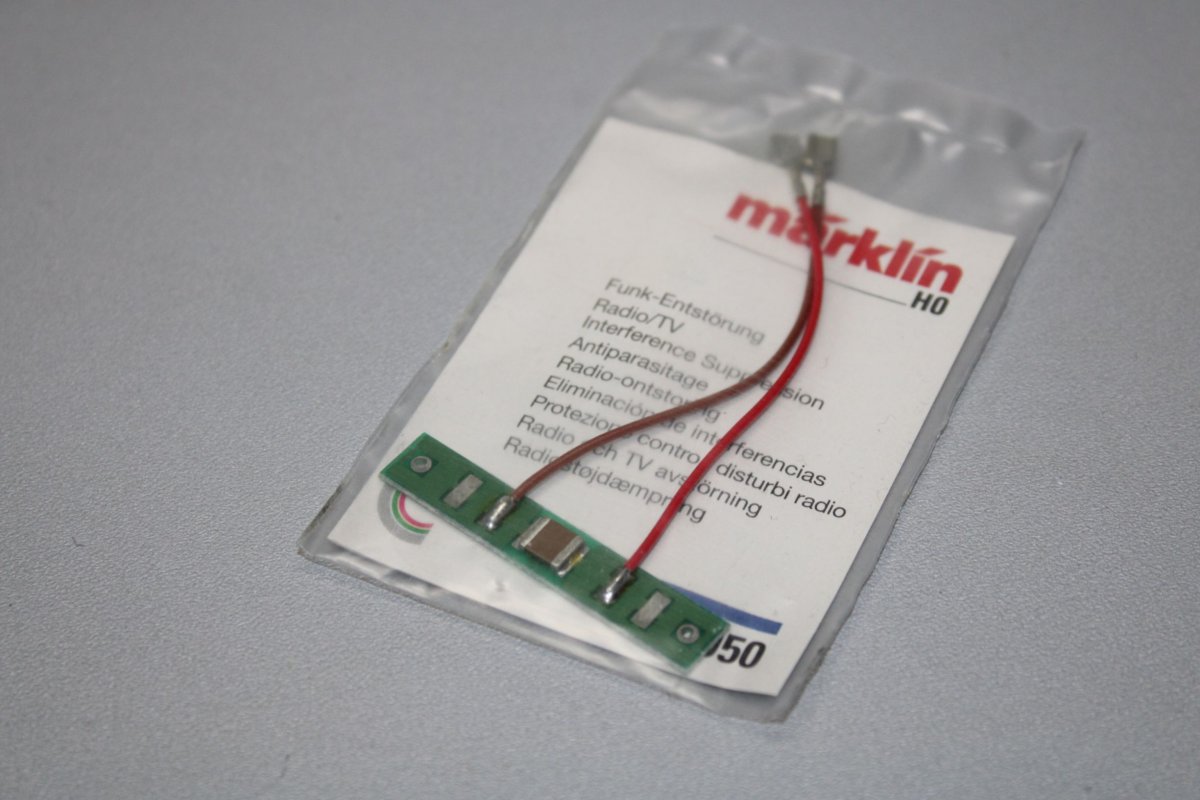 märklin
H0
Funk-Entstörung
Radio/TV
Interference Suppression
Antiparasitage
Radio-ontstoring
Eliminación de interferencias
Protezione contro disturbi radio
Radio och TV avstörning
Radiostøjdæmpning
050